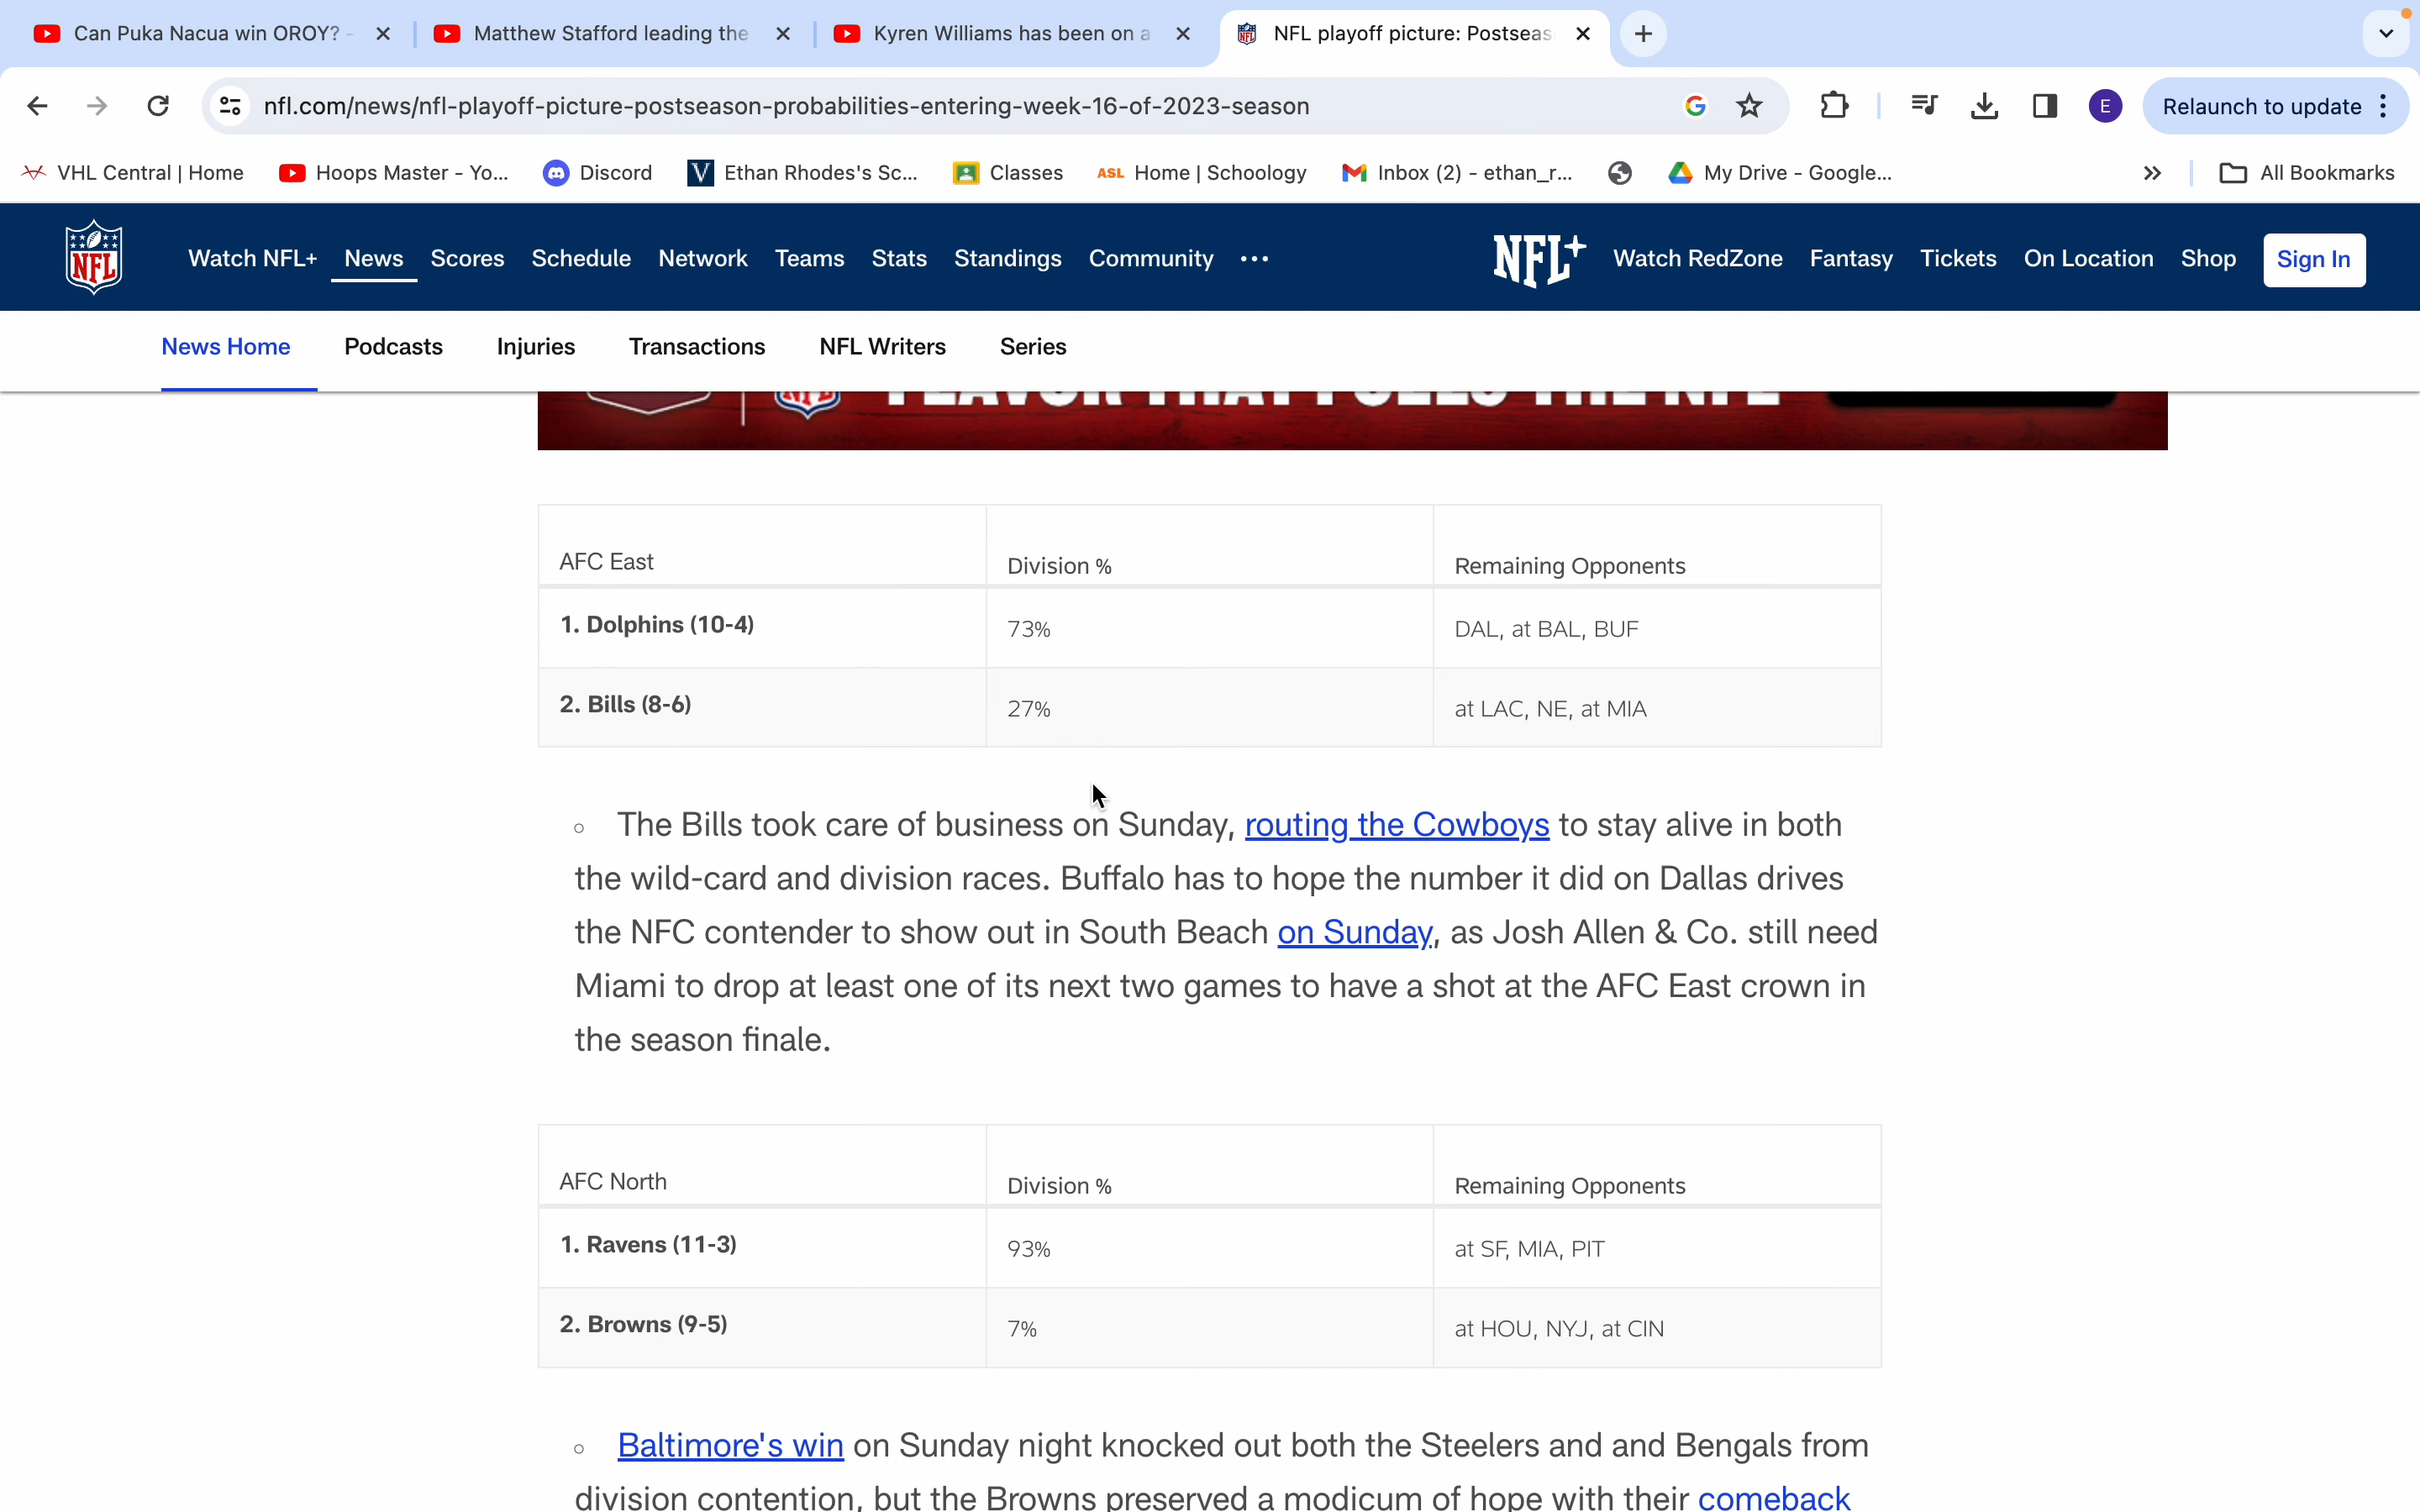 Can Puka Nacua win OROY? -
Matthew Stafford leading the
Kyren Williams has been on a
NFL playoff picture: Postseas
nfl.com/news/nfl-playoff-picture-postseason-probabilities-entering-week-16-of-2023-season
E
Relaunch to update
VHL Central | Home
Hoops Master - Yo...
Discord
Ethan Rhodes's Sc...
Classes
ASL Home | Schoology
Inbox (2) - ethan_r...
My Drive - Google...
All Bookmarks
NFL
Watch NFL+ News Scores Schedule Network Teams Stats Standings Community
NFL+ Watch RedZone Fantasy Tickets On Location Shop Sign In
News Home Podcasts Injuries Transactions NFL Writers Series
AFC East Division % Remaining Opponents
1. Dolphins (10-4) 73% DAL, at BAL, BUF
2. Bills (8-6) 27% at LAC, NE, at MIA
The Bills took care of business on Sunday, routing the Cowboys to stay alive in both
the wild-card and division races. Buffalo has to hope the number it did on Dallas drives
the NFC contender to show out in South Beach on Sunday, as Josh Allen & Co. still need
Miami to drop at least one of its next two games to have a shot at the AFC East crown in
the season finale.
AFC North Division % Remaining Opponents
1. Ravens (11-3) 93% at SF, MIA, PIT
2. Browns (9-5) 7% at HOU, NYJ, at CIN
Baltimore's win on Sunday night knocked out both the Steelers and and Bengals from
division contention, but the Browns preserved a modicum of hope with their comeback